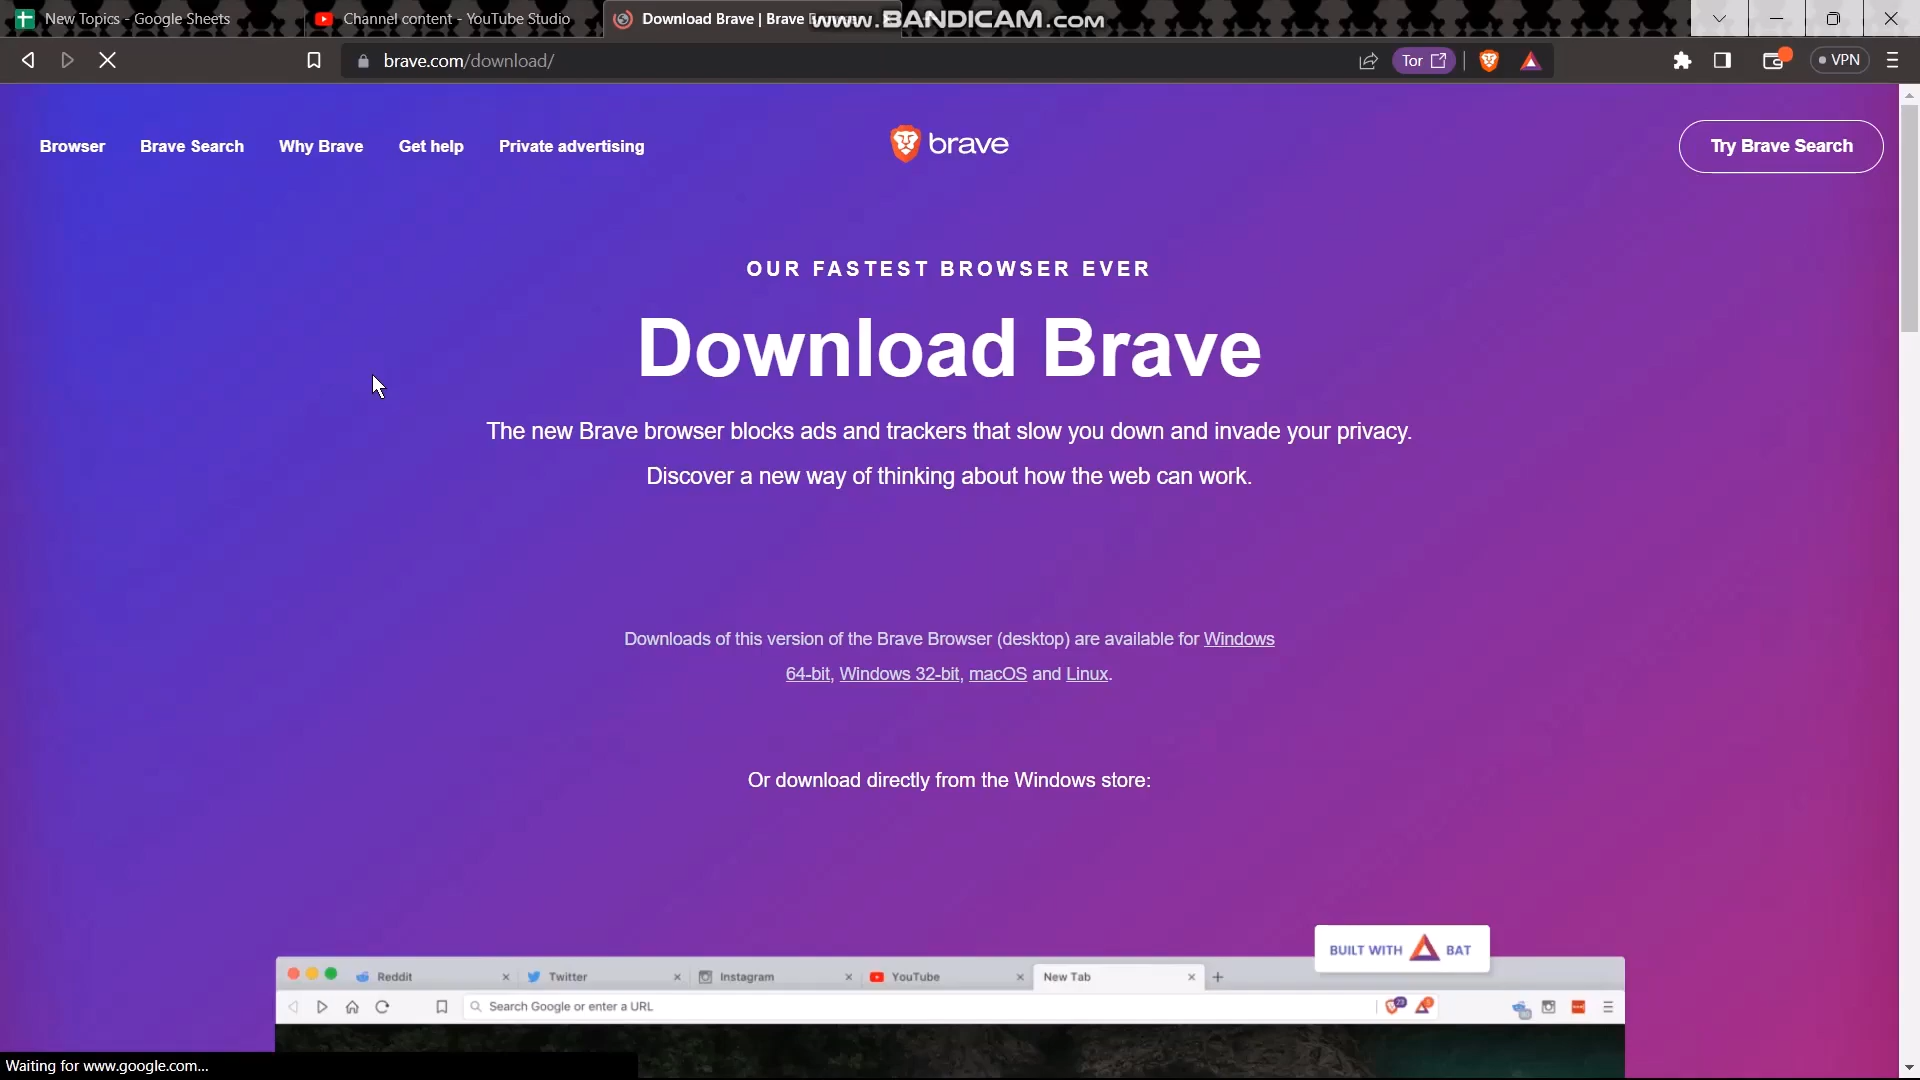 New Topics - Google Sheets
Channel content - YouTube Studio
Download Brave | Brave
www.BANDICAM.com
brave.com/download/
Tor
VPN
Browser
Brave Search
Why Brave
Get help
Private advertising
brave
Try Brave Search
OUR FASTEST BROWSER EVER
Download Brave
The new Brave browser blocks ads and trackers that slow you down and invade your privacy.
Discover a new way of thinking about how the web can work.
Downloads of this version of the Brave Browser (desktop) are available for Windows
64-bit, Windows 32-bit, macOS and Linux.
Or download directly from the Windows store:
BUILT WITH BAT
Reddit
Twitter
Instagram
YouTube
New Tab
Search Google or enter a URL
Waiting for www.google.com...